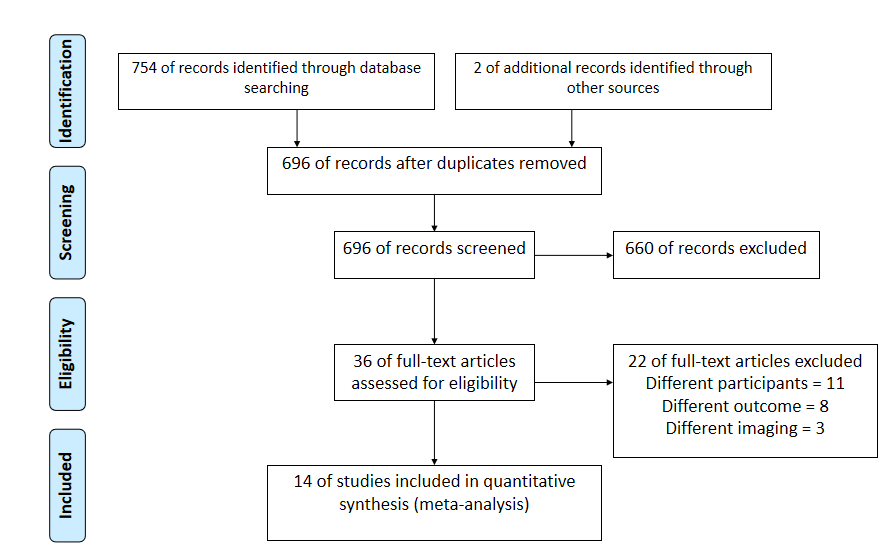 Identification
754 of records identified through database
searching
2 of additional records identified through
other sources
696 of records after duplicates removed
Screening
696 of records screened
660 of records excluded
Eligibility
36 of full-text articles
assessed for eligibility
22 of full-text articles excluded
Different participants = 11
Different outcome = 8
Different imaging = 3
Included
14 of studies included in quantitative
synthesis (meta-analysis)